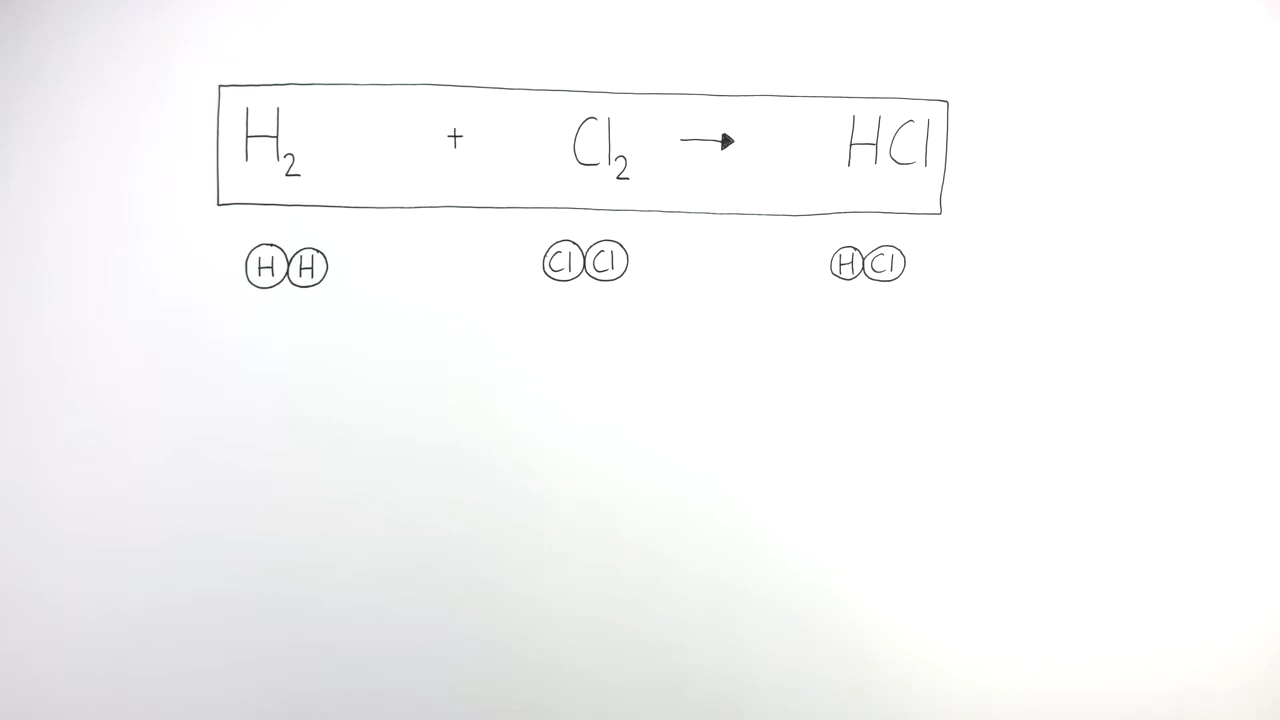 H₂ + Cl₂ → HCl
H H Cl Cl H Cl